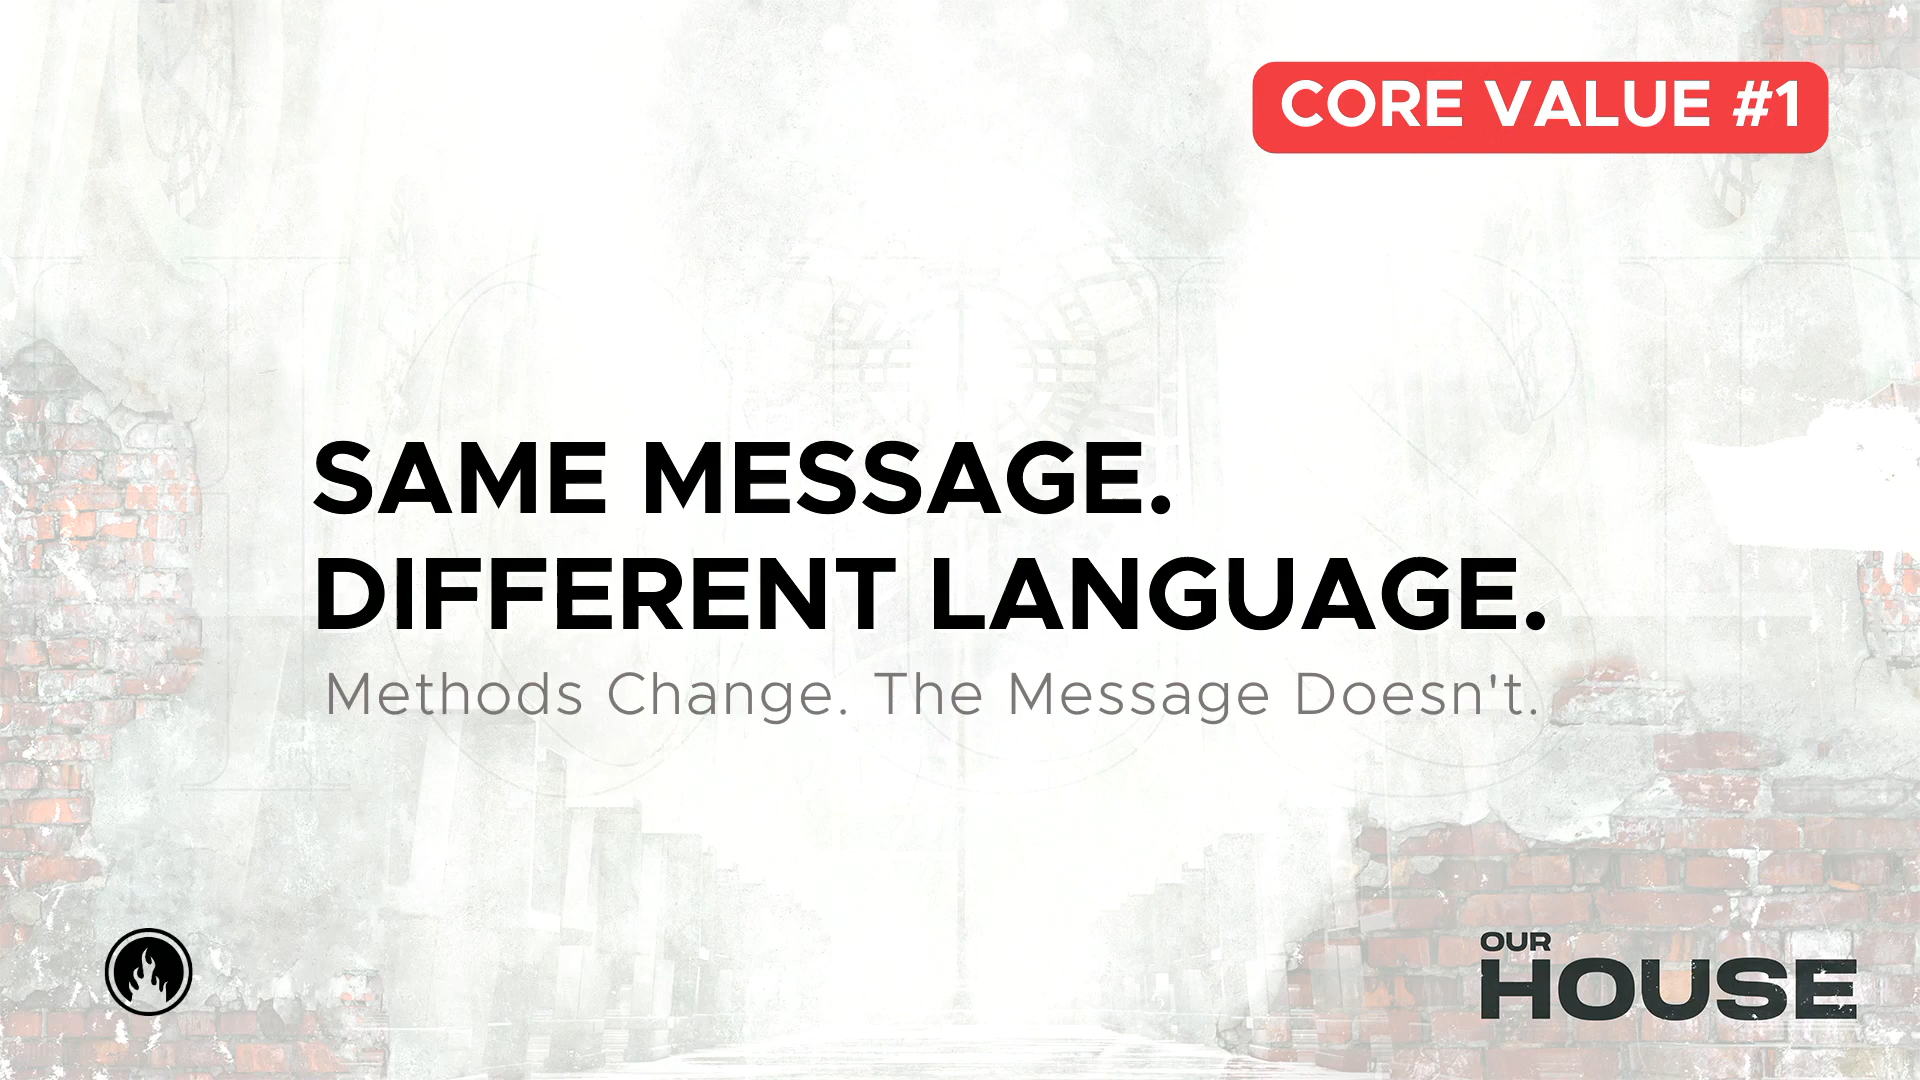 CORE VALUE #1
SAME MESSAGE.
DIFFERENT LANGUAGE.
Methods Change. The Message Doesn't.
OUR
HOUSE